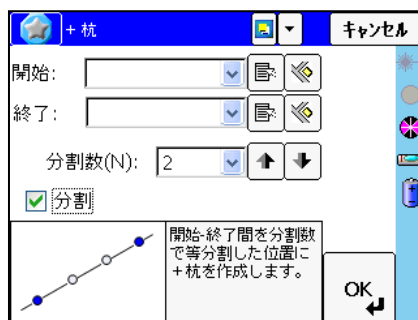 +杭 キャンセル
開始:
終了:
分割数(N): 2
分割
開始-終了間を分割数
で等分割した位置に
+杭を作成します。
OK